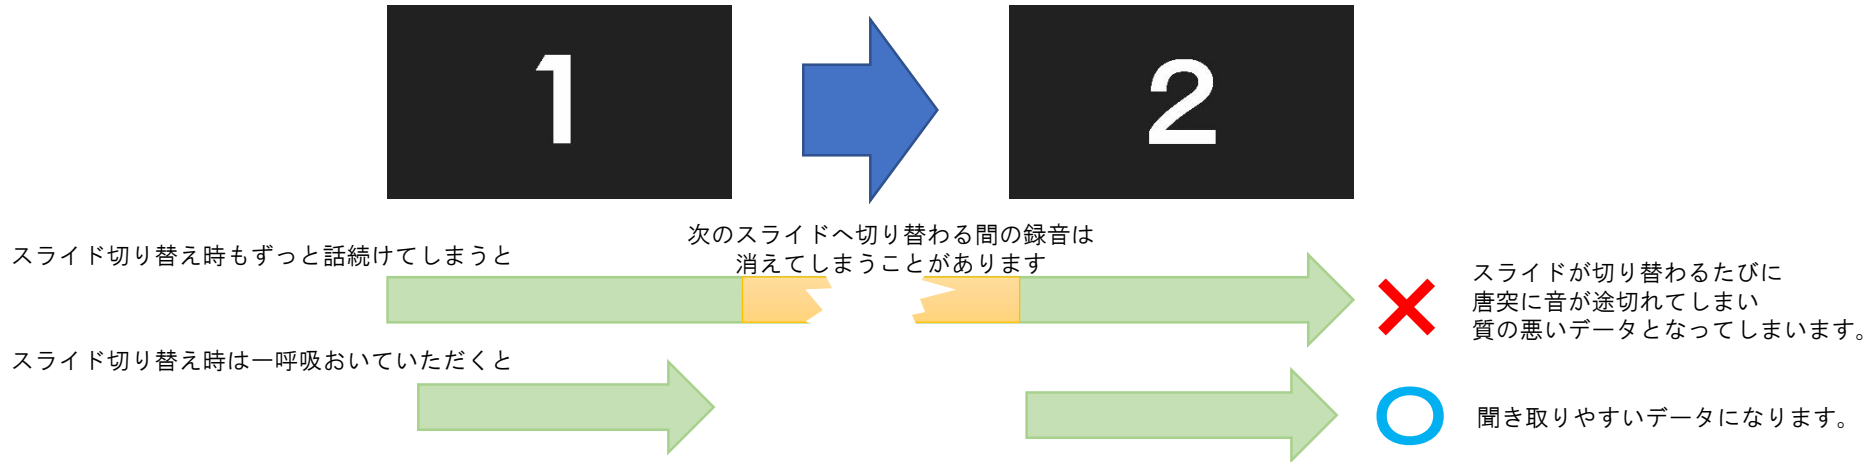 1
2
次のスライドへ切り替わる間の録音は
消えてしまうことがあります
スライド切り替え時もずっと話続けてしまうと
スライドが切り替わるたびに
唐突に音が途切れてしまい
質の悪いデータとなってしまいます。
スライド切り替え時は一呼吸おいていただくと
聞き取りやすいデータになります。